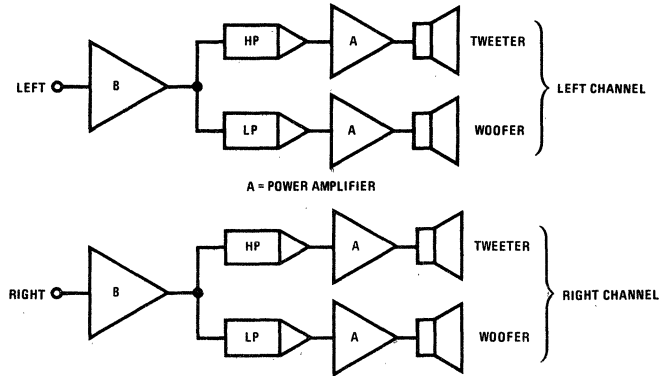 HP A TWEETER
LEFT B LEFT CHANNEL
LP A WOOFER
A = POWER AMPLIFIER
HP A TWEETER
RIGHT B RIGHT CHANNEL
LP A WOOFER